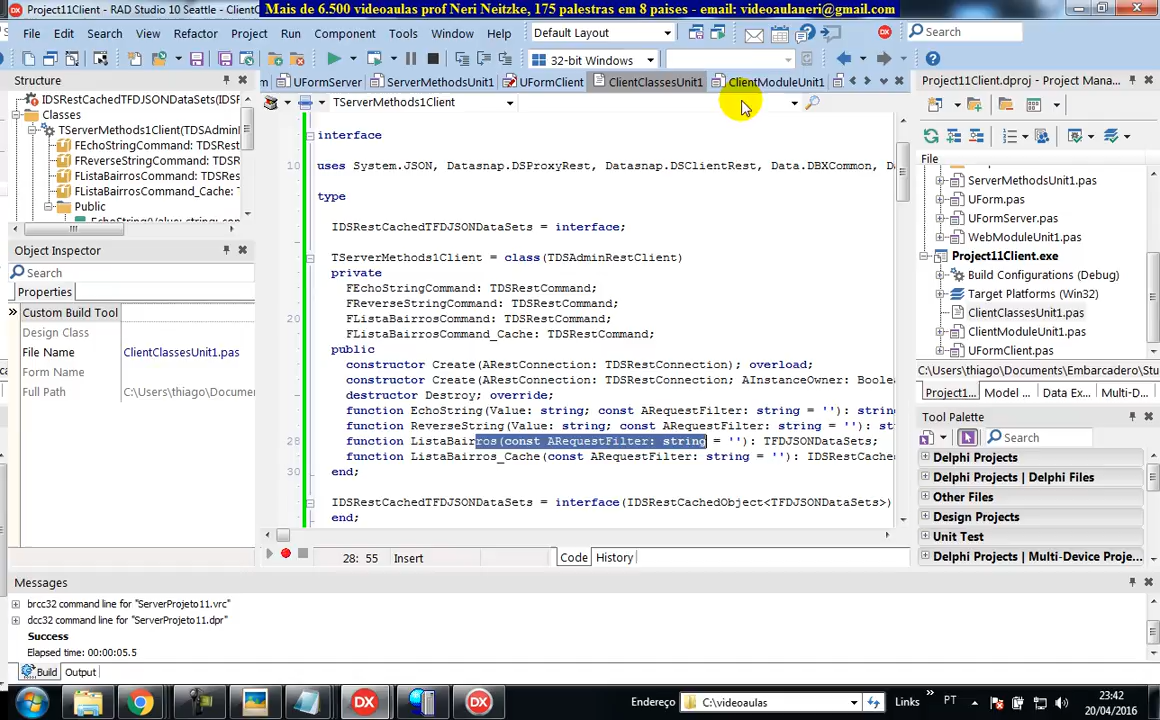 Project11Client - RAD Studio 10 Seattle - ClientC
Mais de 6.500 videoaulas prof Neri Neitzke, 175 palestras em 8 paises - email: videoaulaneri@gmail.com
File Edit Search View Refactor Project Run Component Tools Window Help
Default Layout
Search
32-bit Windows
Structure
UFormServer ServerMethodsUnit1 UFormClient ClientClassesUnit1 ClientModuleUnit1
Project11Client.dproj - Project Mana...
IDSRestCachedTFDJSONDataSets(IDSF
Classes
TServerMethods1Client(TDSAdminR
FEchoStringCommand: TDSRest
FReverseStringCommand: TDSR
FListaBairrosCommand: TDSRest
FListaBairrosCommand_Cache: T
Public
TServerMethods1Client
interface
10 uses System.JSON, Datasnap.DSProxyRest, Datasnap.DSClientRest, Data.DBXCommon, Da
type
IDSRestCachedTFDJSONDataSets = interface;
TServerMethods1Client = class(TDSAdminRestClient)
private
FEchoStringCommand: TDSRestCommand;
FReverseStringCommand: TDSRestCommand;
20 FListaBairrosCommand: TDSRestCommand;
FListaBairrosCommand_Cache: TDSRestCommand;
public
constructor Create(ARestConnection: TDSRestConnection); overload;
constructor Create(ARestConnection: TDSRestConnection; AInstanceOwner: Boole
destructor Destroy; override;
function EchoString(Value: string; const ARequestFilter: string = ''): strin
function ReverseString(Value: string; const ARequestFilter: string = ''): st
28 function ListaBairros(const ARequestFilter: string = ''): TFDJSONDataSets;
function ListaBairros_Cache(const ARequestFilter: string = ''): IDSRestCache
30 end;
IDSRestCachedTFDJSONDataSets = interface(IDSRestCachedObject<TFDJSONDataSets>)
end;
28: 55 Insert
Code History
Object Inspector
Search
Properties
Custom Build Tool
Design Class
File Name ClientClassesUnit1.pas
Form Name
Full Path C:\Users\thiago\Docume
File
ServerMethodsUnit1.pas
UForm.pas
UFormServer.pas
WebModuleUnit1.pas
Project11Client.exe
Build Configurations (Debug)
Target Platforms (Win32)
ClientClassesUnit1.pas
ClientModuleUnit1.pas
UFormClient.pas
C:\Users\thiago\Documents\Embarcadero\Stu
Project1... Model ... Data Ex... Multi-D...
Tool Palette
Search
Delphi Projects
Delphi Projects | Delphi Files
Other Files
Design Projects
Unit Test
Delphi Projects | Multi-Device Proje...
Messages
brcc32 command line for "ServerProjeto11.vrc"
dcc32 command line for "ServerProjeto11.dpr"
Success
Elapsed time: 00:00:05.5
Build Output
Endereço C:\videoaulas Links » PT
23:42
20/04/2016